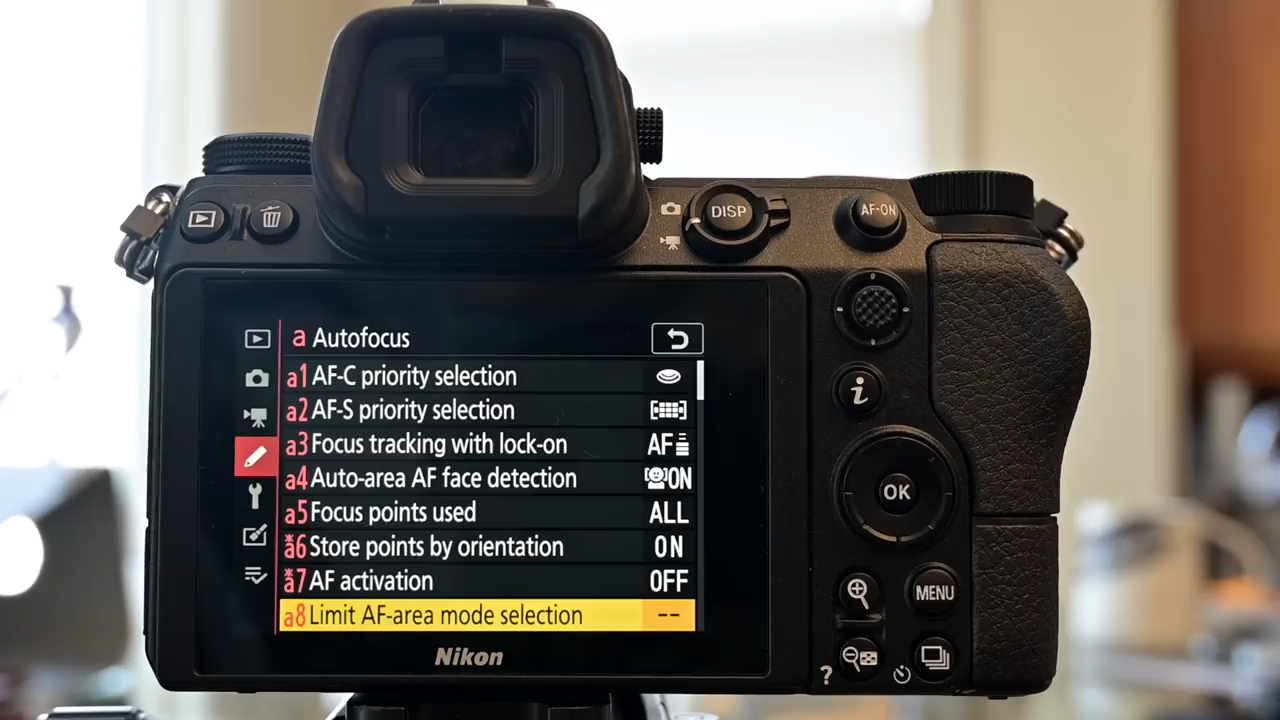 DISP
AF-ON
a Autofocus
a1 AF-C priority selection
a2 AF-S priority selection
a3 Focus tracking with lock-on AF
a4 Auto-area AF face detection ON
a5 Focus points used ALL
*a6 Store points by orientation ON
*a7 AF activation OFF
a8 Limit AF-area mode selection --
i
OK
MENU
?
Nikon